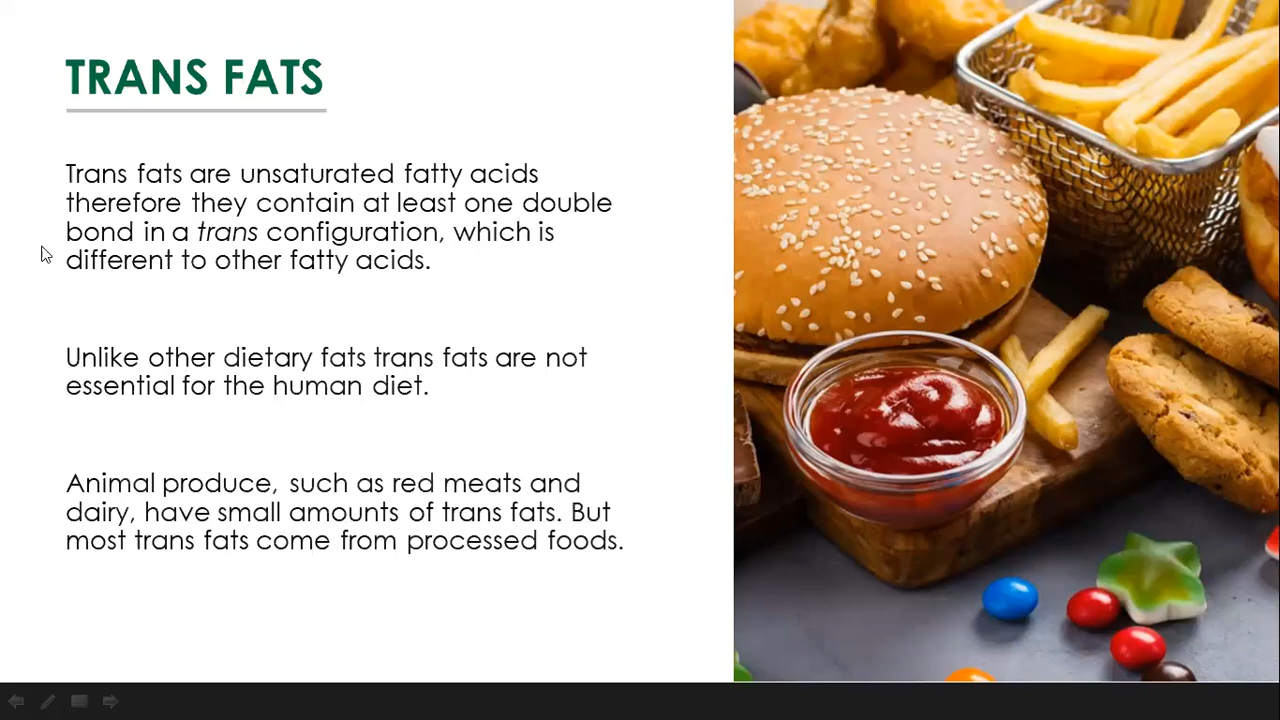 TRANS FATS
Trans fats are unsaturated fatty acids
therefore they contain at least one double
bond in a trans configuration, which is
different to other fatty acids.
Unlike other dietary fats trans fats are not
essential for the human diet.
Animal produce, such as red meats and
dairy, have small amounts of trans fats. But
most trans fats come from processed foods.